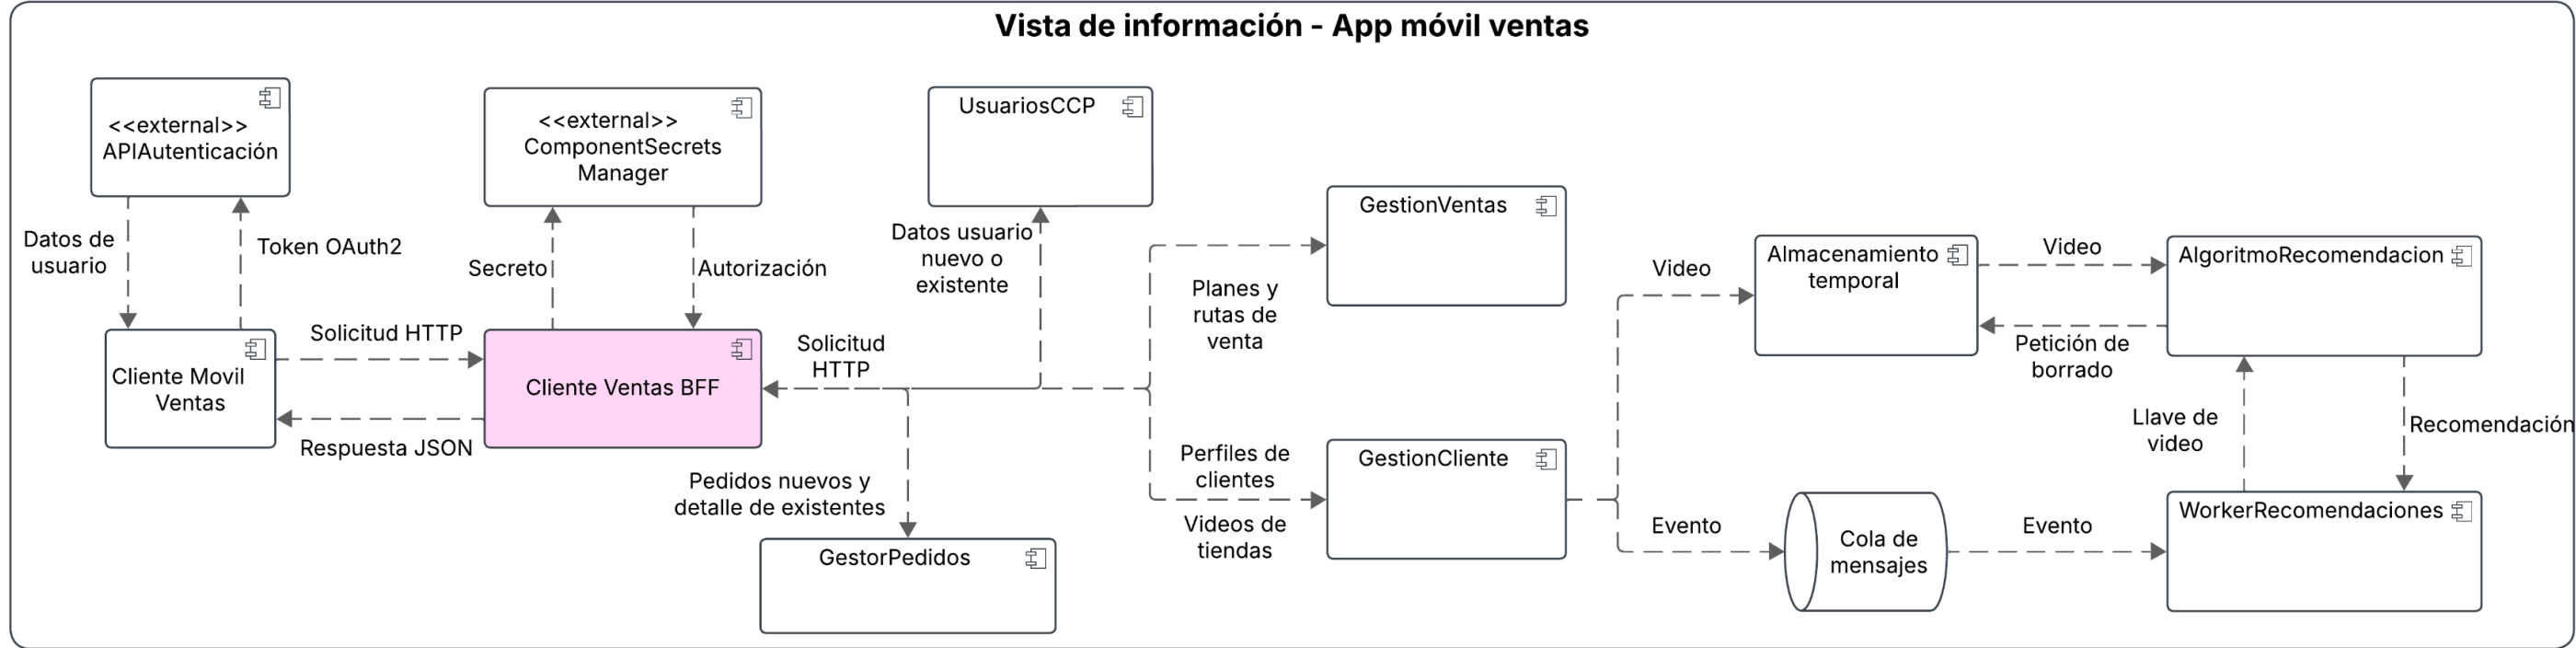 Vista de información - App móvil ventas
<<external>>
APIAutenticación
<<external>>
ComponentSecrets
Manager
UsuariosCCP
GestionVentas
Datos de
usuario
Token OAuth2
Secreto
Autorización
Datos usuario
nuevo o
existente
Planes y
rutas de
venta
Video
Almacenamiento
temporal
Video
AlgoritmoRecomendacion
Petición de
borrado
Cliente Movil
Ventas
Solicitud HTTP
Respuesta JSON
Cliente Ventas BFF
Solicitud
HTTP
Pedidos nuevos y
detalle de existentes
GestorPedidos
Perfiles de
clientes
Videos de
tiendas
GestionCliente
Evento
Cola de
mensajes
Evento
Llave de
video
Recomendación
WorkerRecomendaciones